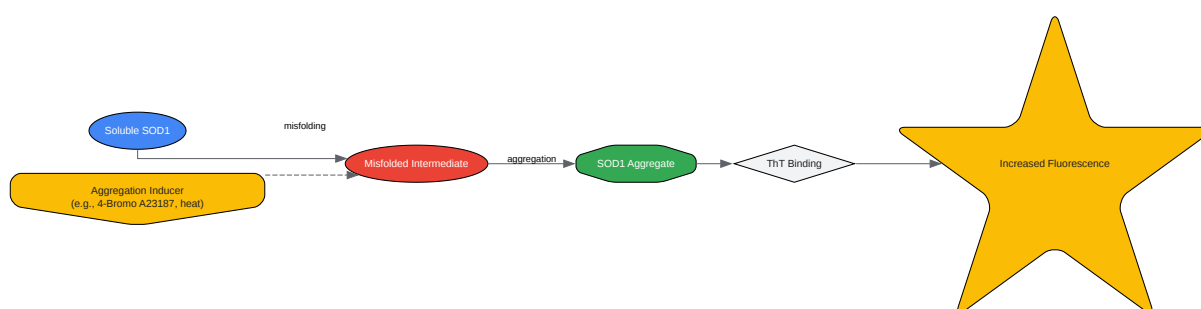 Soluble SOD1
misfolding
Aggregation Inducer
(e.g., 4-Bromo A23187, heat)
Misfolded Intermediate
aggregation
SOD1 Aggregate
ThT Binding
Increased Fluorescence